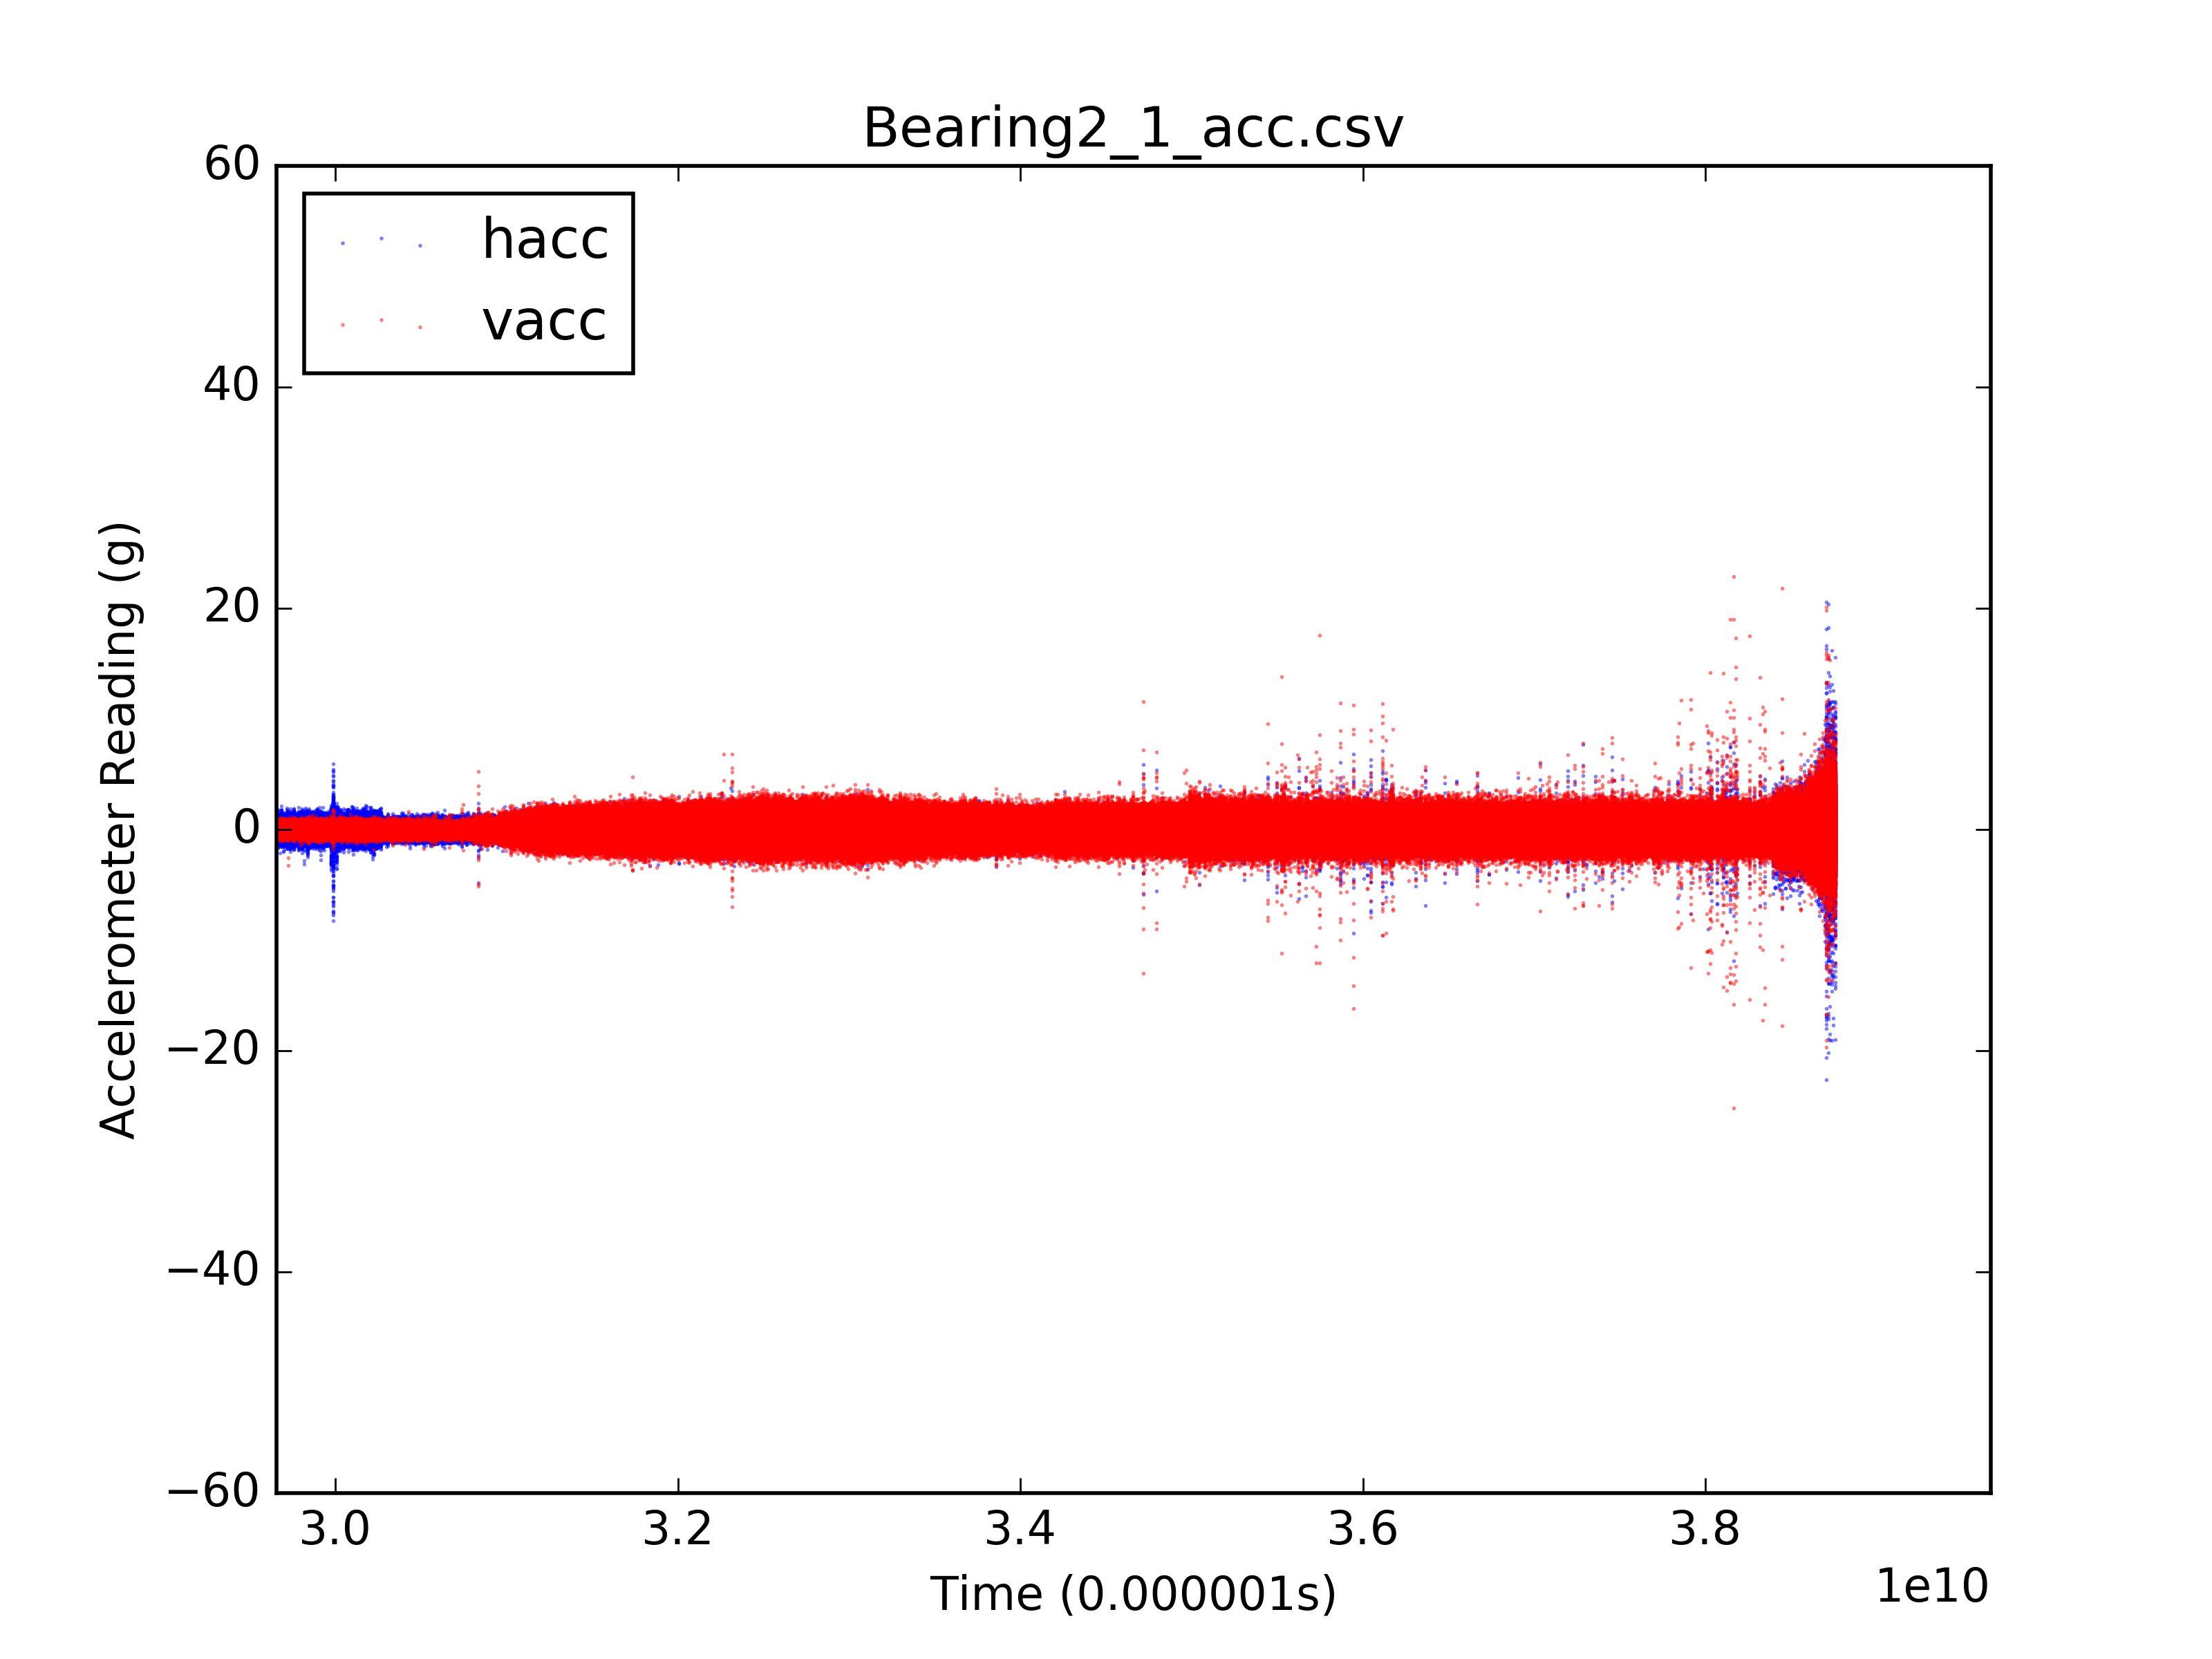 Bearing2_1_acc.csv
60
hacc
vacc
40
20
0
−20
−40
−60
Accelerometer Reading (g)
3.0 3.2 3.4 3.6 3.8
1e10
Time (0.000001s)